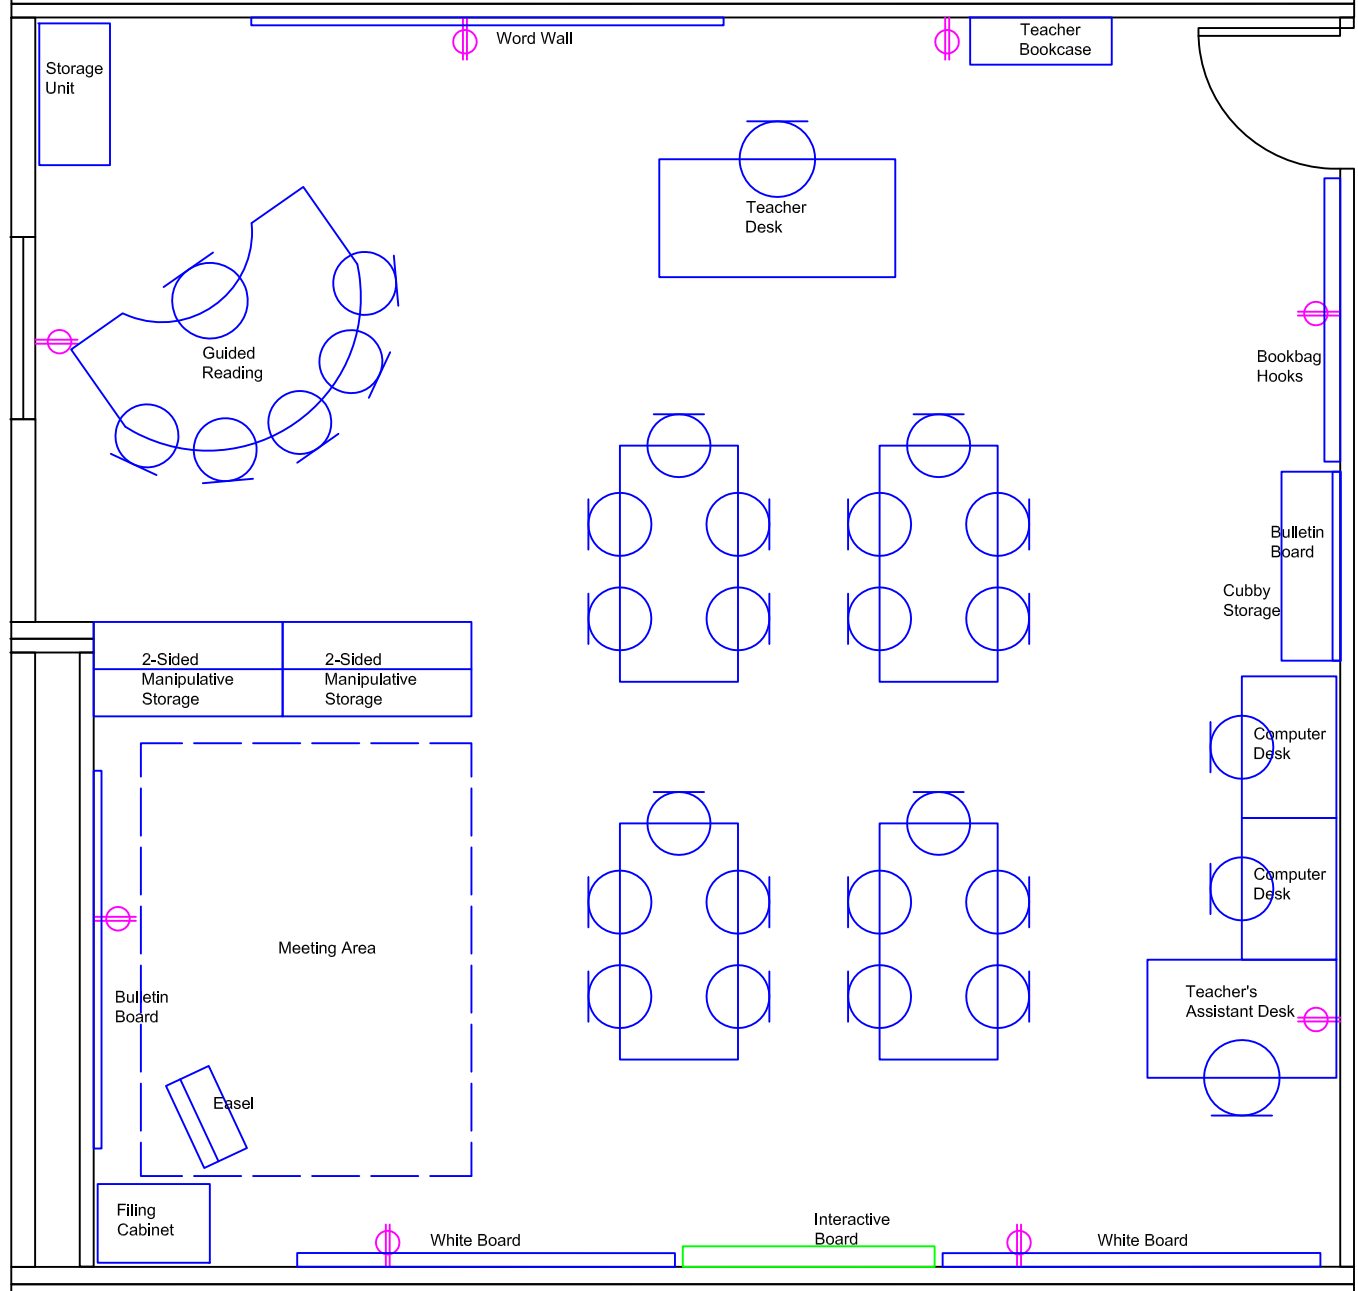 Word Wall
Teacher
Bookcase
Storage
Unit
Teacher
Desk
Guided
Reading
Bookbag
Hooks
Bulletin
Board
Cubby
Storage
2-Sided
Manipulative
Storage
2-Sided
Manipulative
Storage
Computer
Desk
Computer
Desk
Meeting Area
Bulletin
Board
Teacher's
Assistant Desk
Easel
Filing
Cabinet
White Board
Interactive
Board
White Board